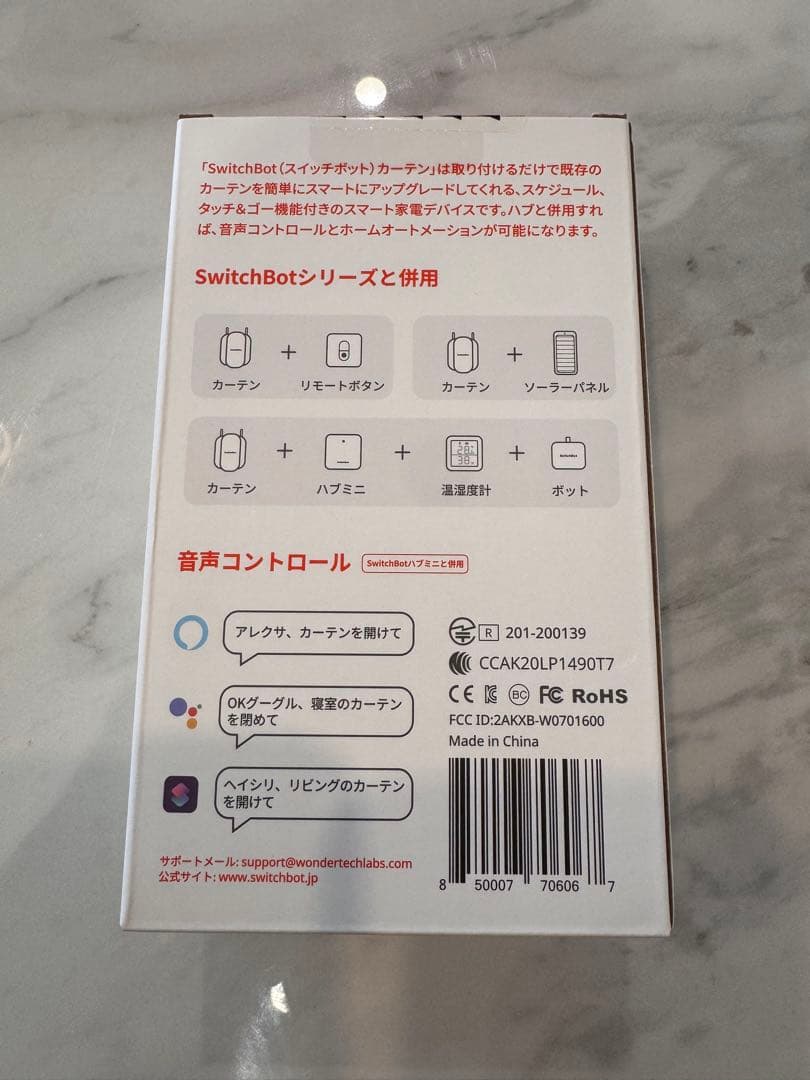 「SwitchBot（スイッチボット）カーテン」は取り付けるだけで既存の
カーテンを簡単にスマートにアップグレードしてくれる、スケジュール、
タッチ&ゴー機能付きのスマート家電デバイスです。ハブと併用すれ
ば、音声コントロールとホームオートメーションが可能になります。
SwitchBotシリーズと併用
カーテン + リモートボタン
カーテン + ソーラーパネル
カーテン + ハブミニ + 温湿度計 + ボット
音声コントロール SwitchBotハブミニと併用
アレクサ、カーテンを開けて
OKグーグル、寝室のカーテン
を閉めて
ヘイシリ、リビングのカーテン
を開けて
R 201-200139
CCAK20LP1490T7
CE BC FC RoHS
FCC ID:2AKXB-W0701600
Made in China
8 50007 70606 7
サポートメール: support@wondertechlabs.com
公式サイト: www.switchbot.jp